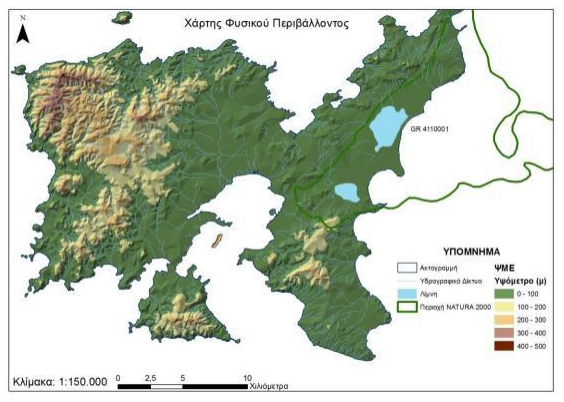 Χάρτης Φυσικού Περιβάλλοντος
N
GR 4110001
ΥΠΟΜΝΗΜΑ
Ακτογραμμή
Υδρογραφικό Δίκτυο
Λίμνη
Περιοχή NATURA 2000
ΨΜΕ
Υψόμετρο (μ)
0 - 100
100 - 200
200 - 300
300 - 400
400 - 500
Κλίμακα: 1:150.000
0 2,5 5 10
Χιλιόμετρα